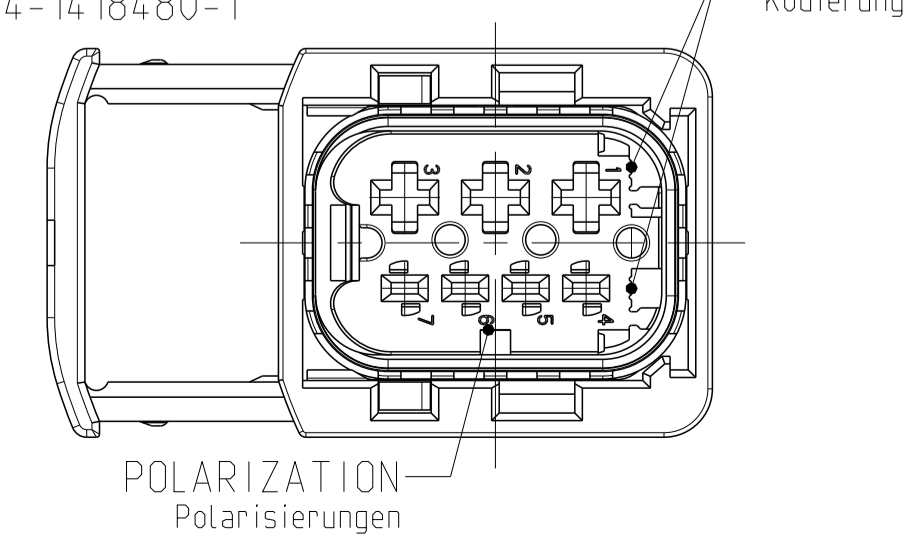 4-1418480-1
Kodierung
3 2 1
7 6 5 4
POLARIZATION
Polarisierungen